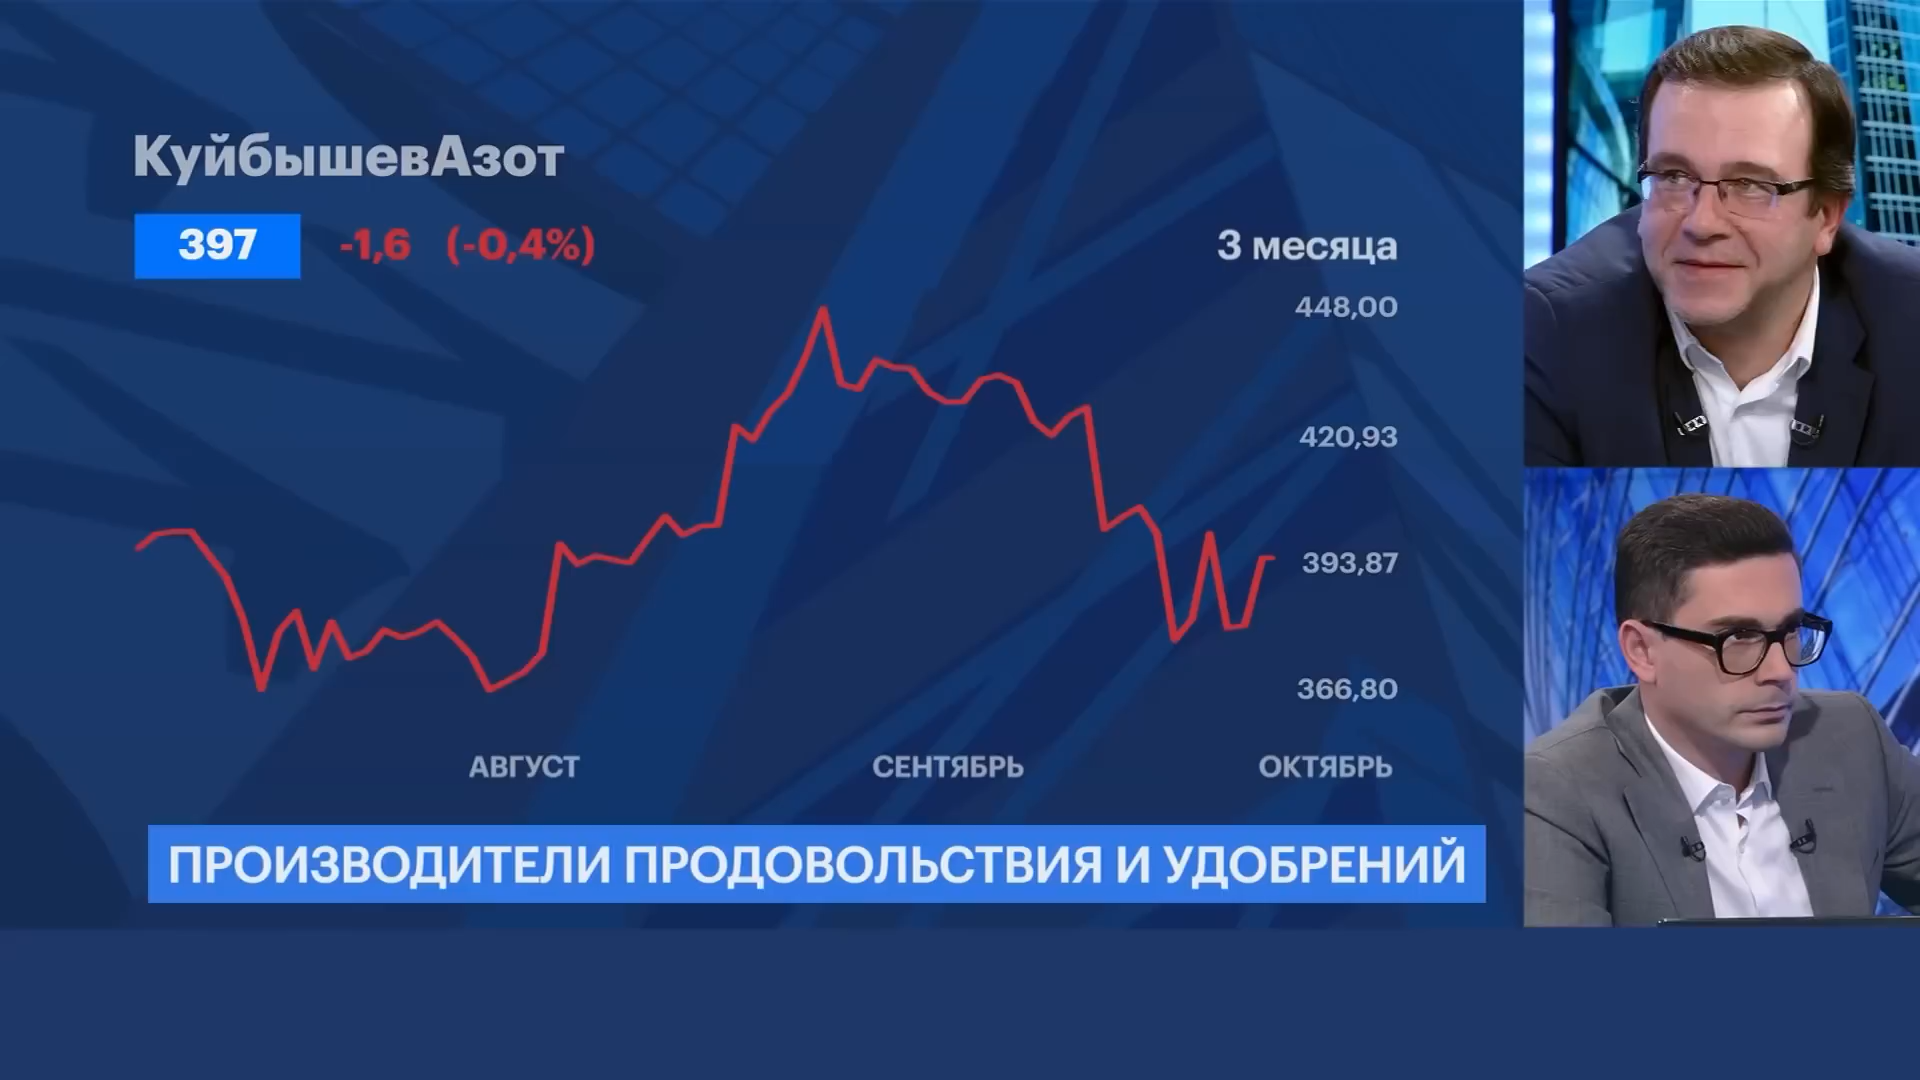 КуйбышевАзот
397 -1,6 (-0,4%)
3 месяца
448,00
420,93
393,87
366,80
АВГУСТ СЕНТЯБРЬ ОКТЯБРЬ
ПРОИЗВОДИТЕЛИ ПРОДОВОЛЬСТВИЯ И УДОБРЕНИЙ